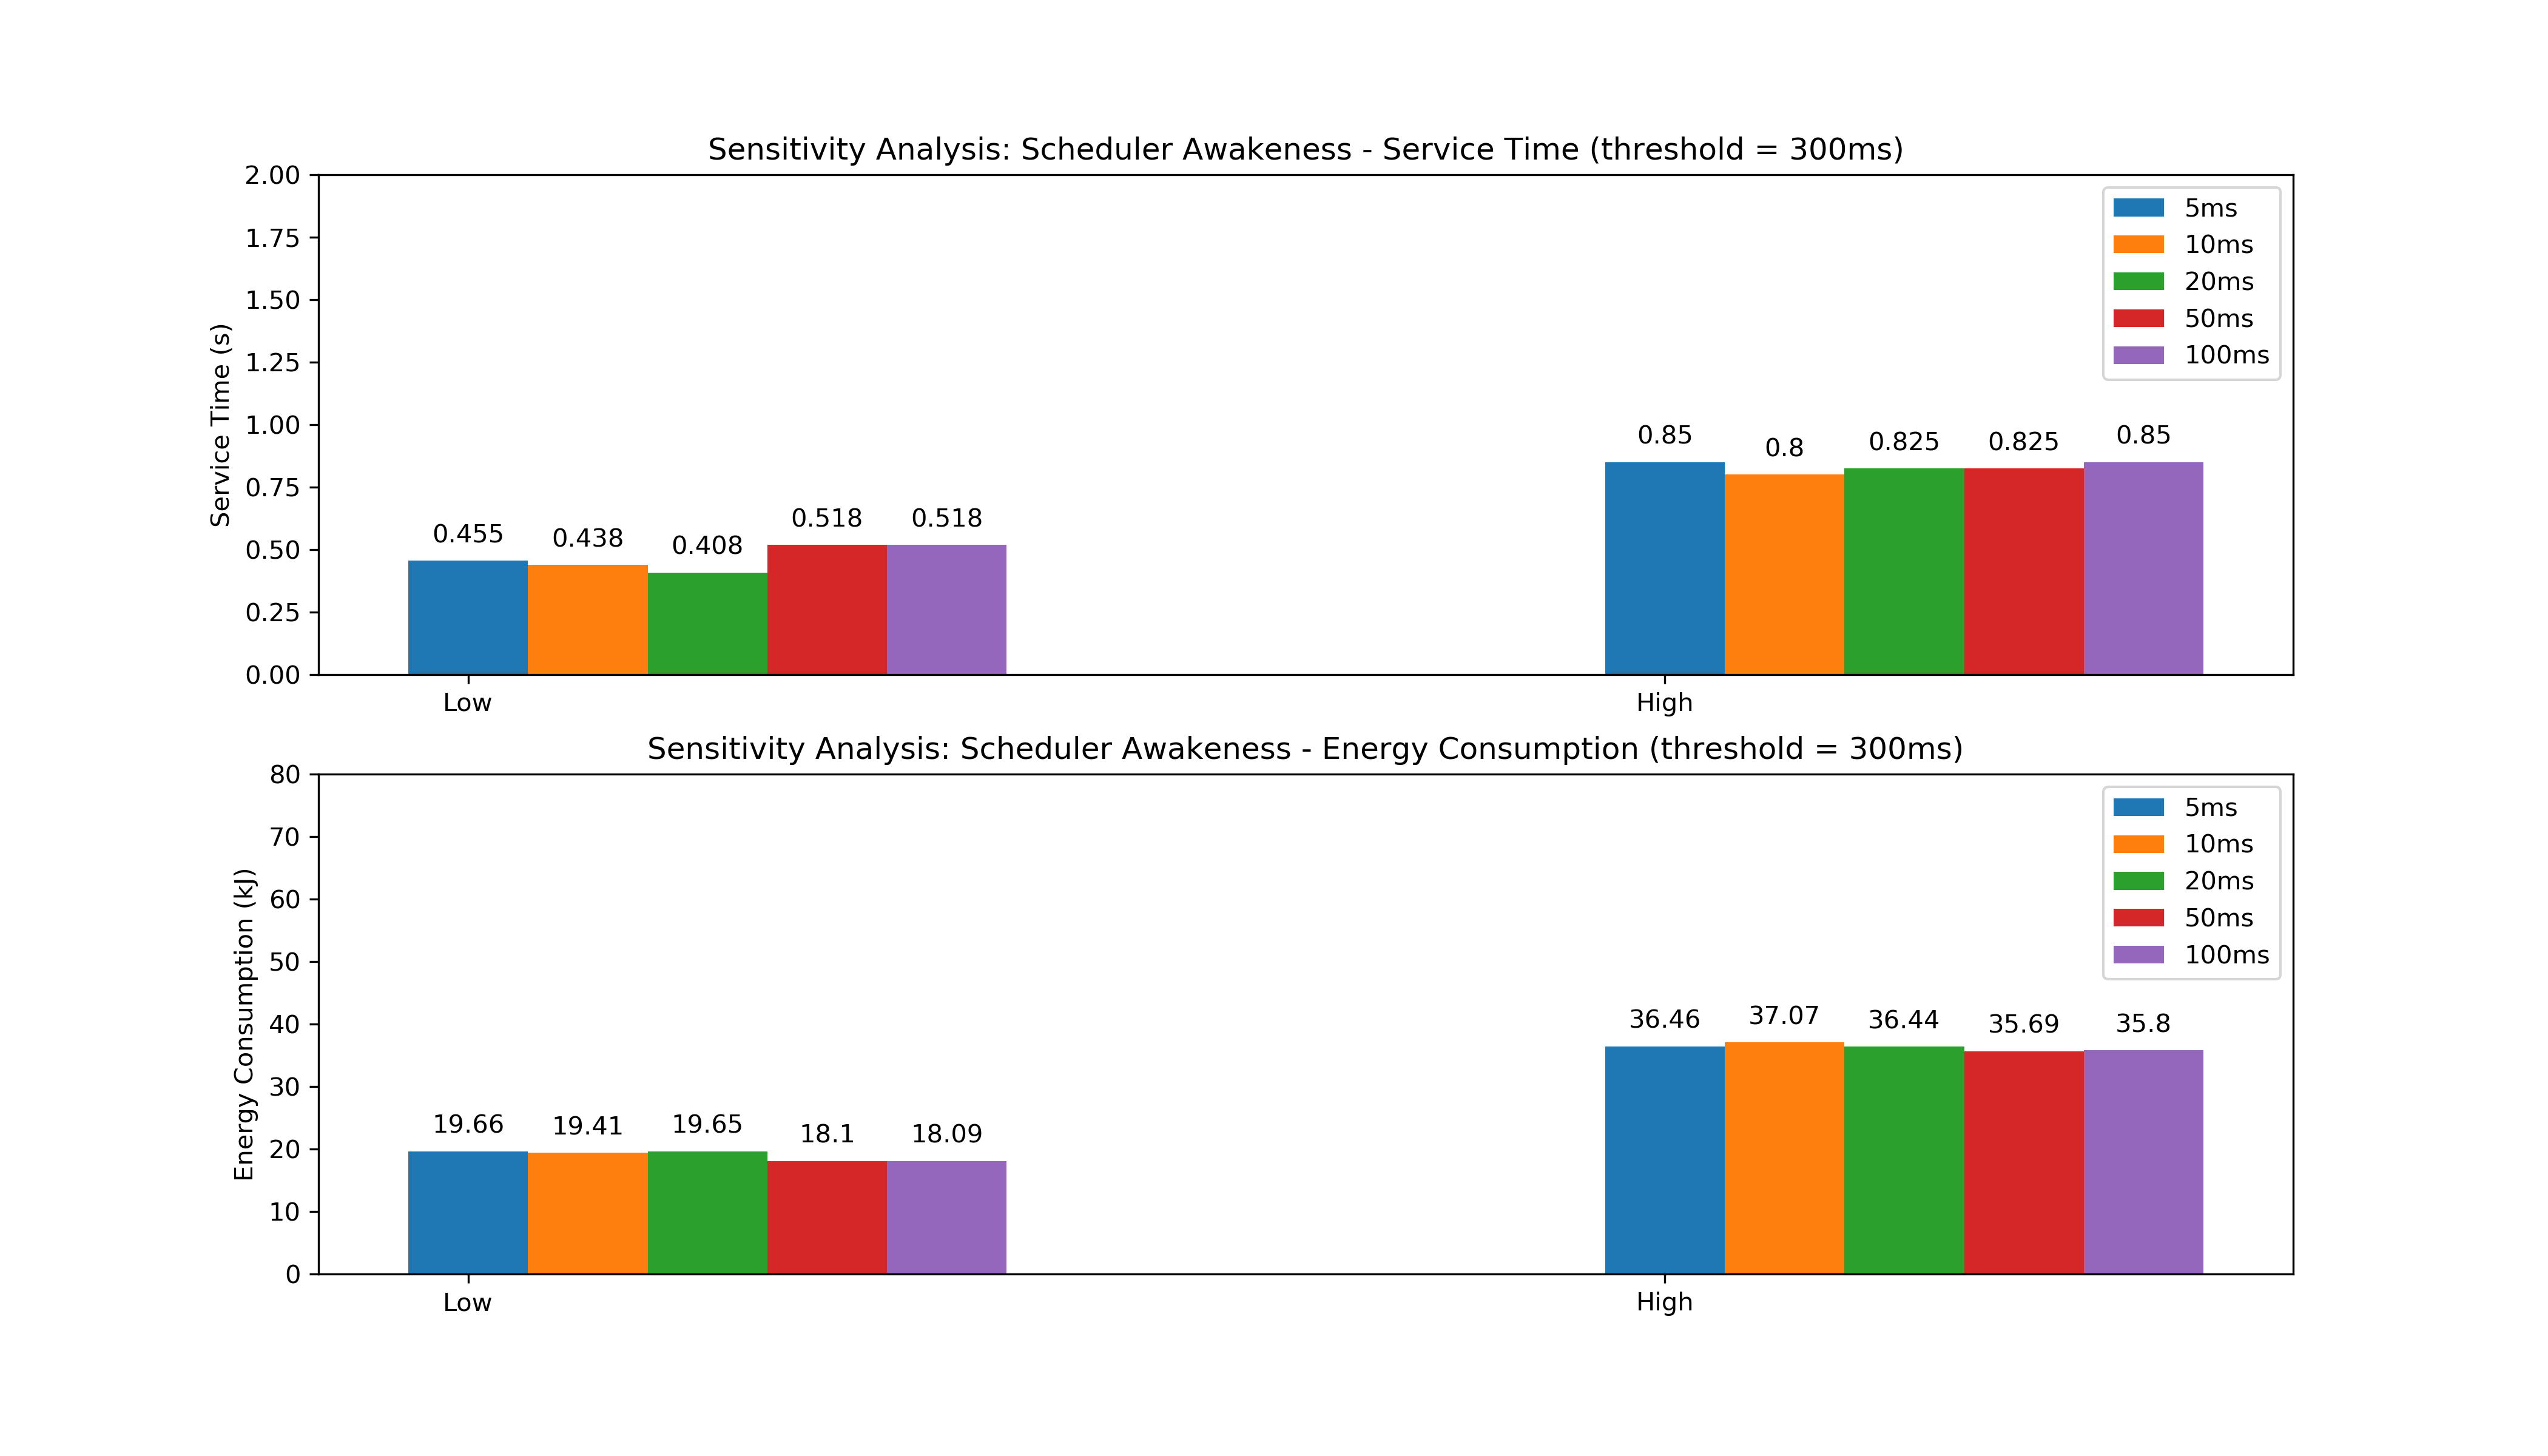 Sensitivity Analysis: Scheduler Awakeness - Service Time (threshold = 300ms)
Service Time (s)
2.00
1.75
1.50
1.25
1.00
0.75
0.50
0.25
0.00
5ms
10ms
20ms
50ms
100ms
0.455
0.438
0.408
0.518
0.518
0.85
0.8
0.825
0.825
0.85
Low
High
Sensitivity Analysis: Scheduler Awakeness - Energy Consumption (threshold = 300ms)
Energy Consumption (kJ)
80
70
60
50
40
30
20
10
0
5ms
10ms
20ms
50ms
100ms
19.66
19.41
19.65
18.1
18.09
36.46
37.07
36.44
35.69
35.8
Low
High